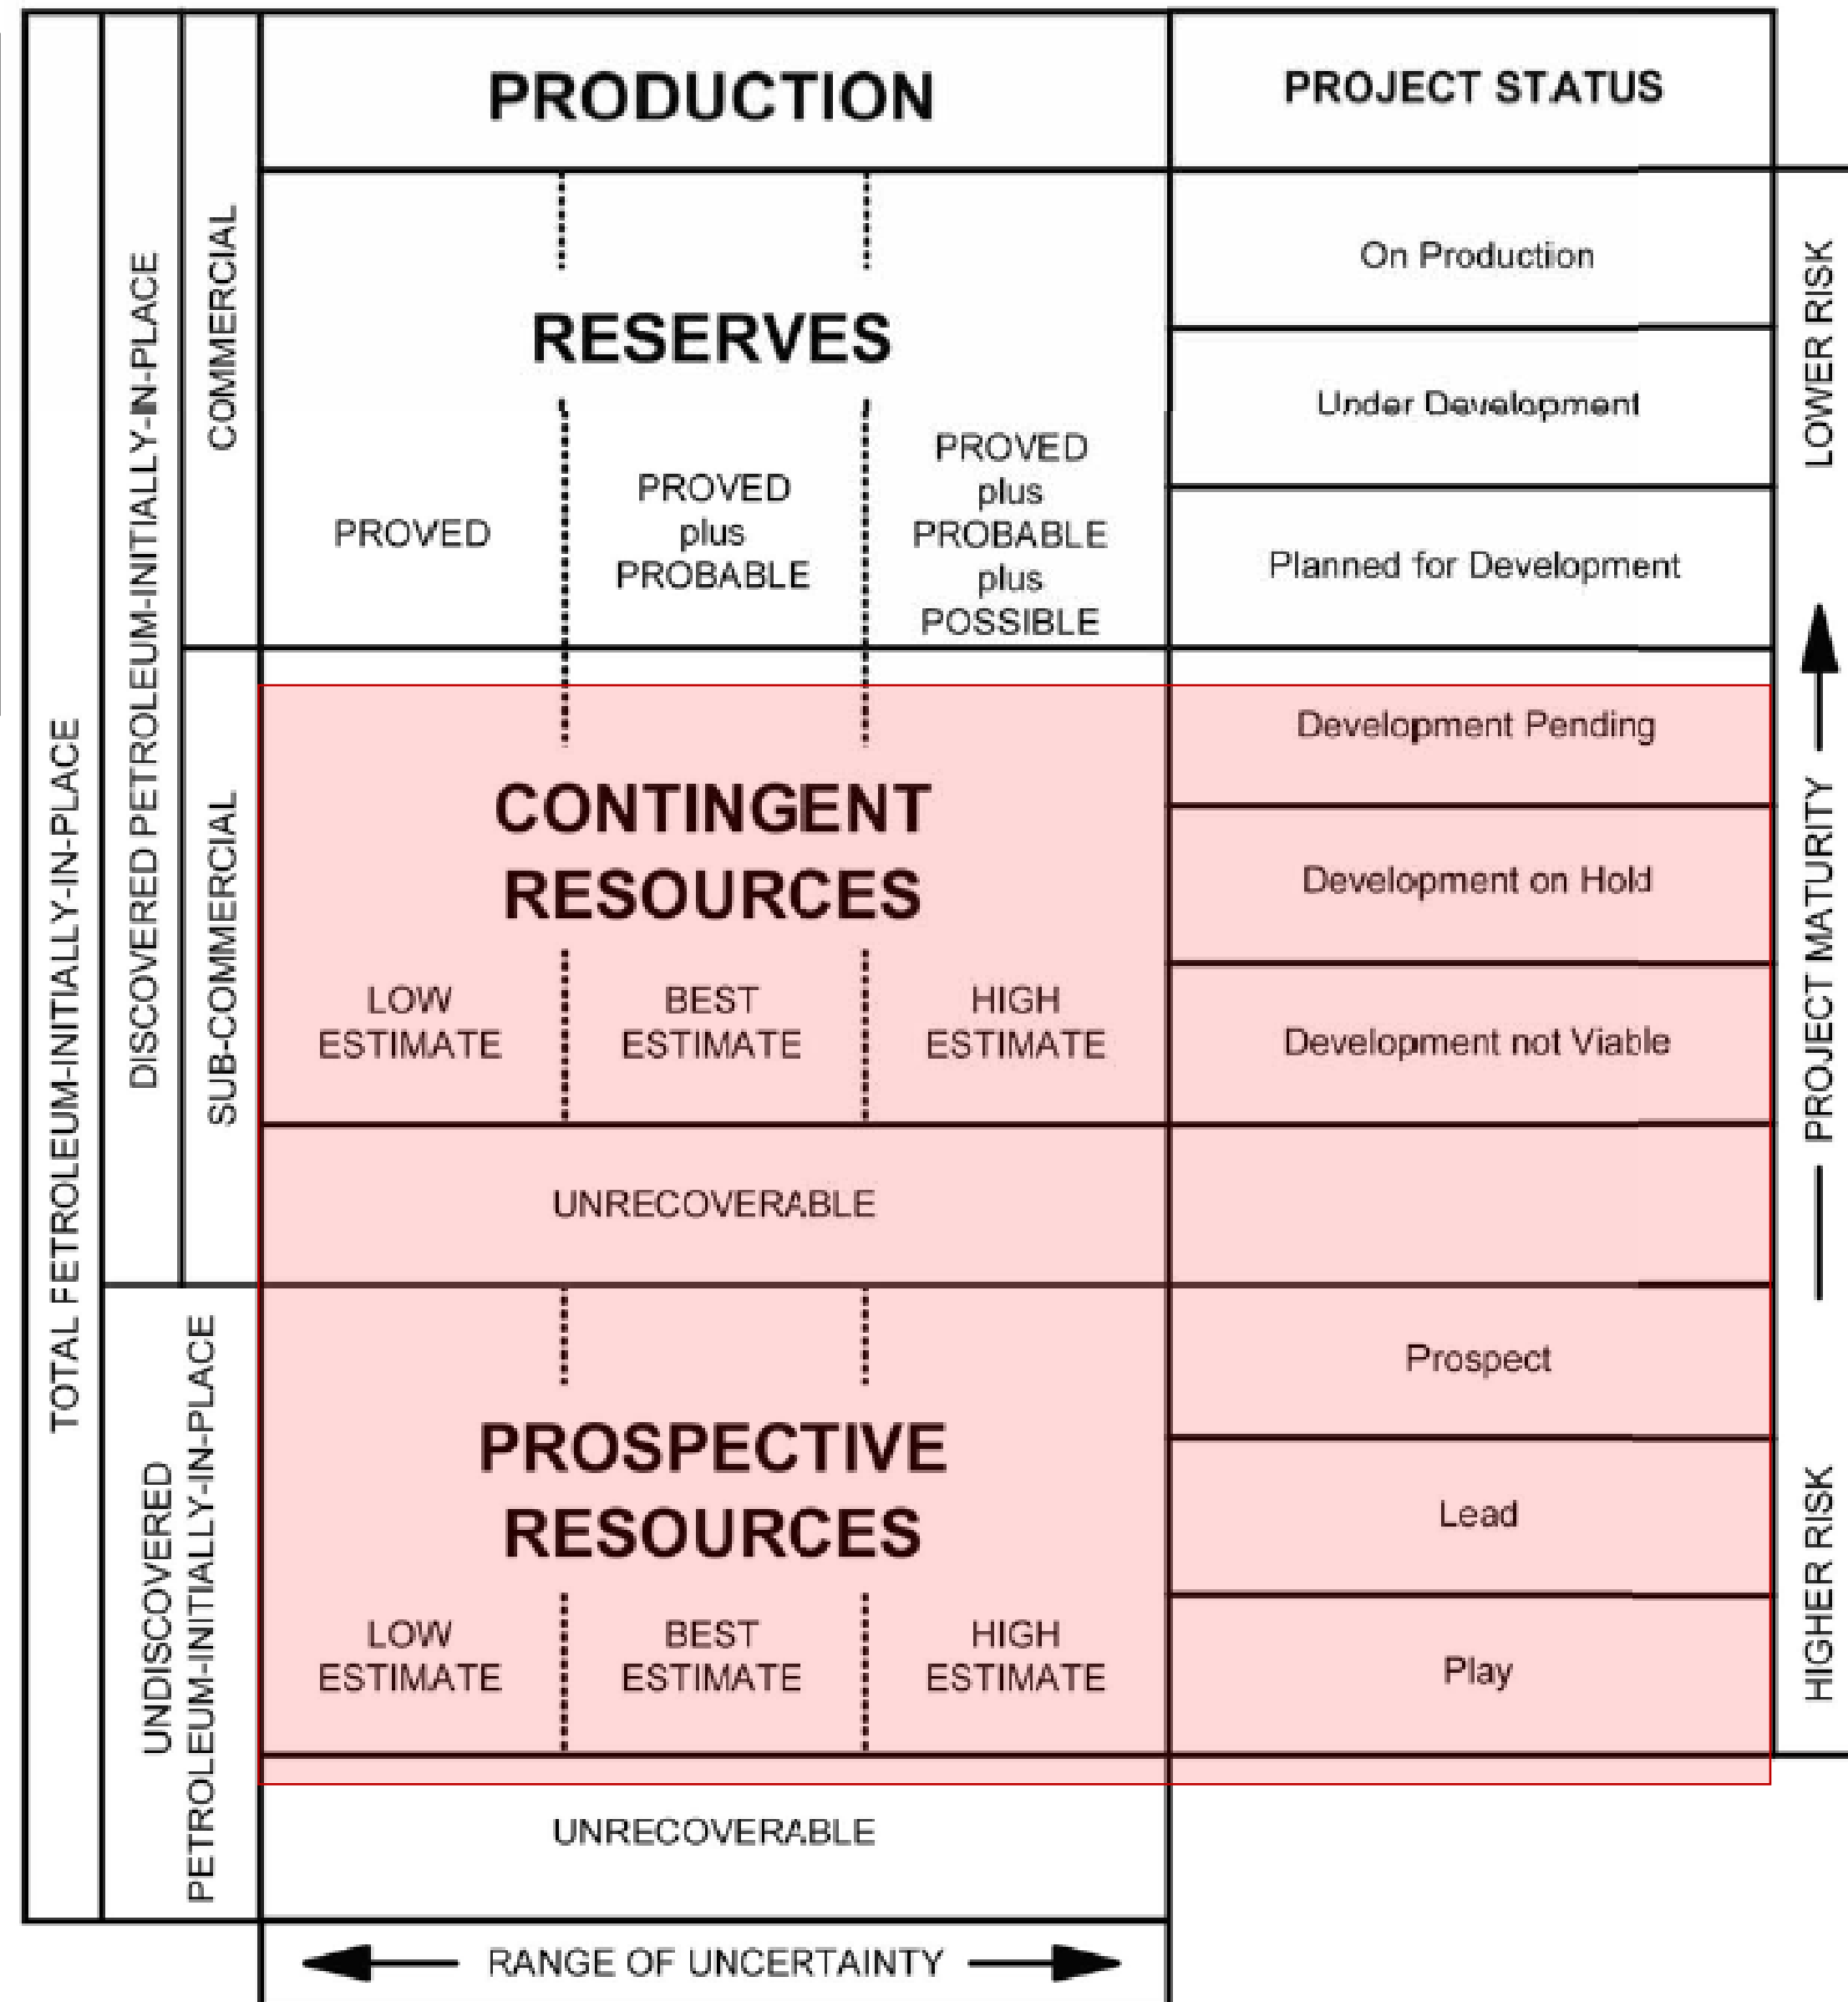 PRODUCTION
PROJECT STATUS
TOTAL FETROLEUM-INITIALLY-IN-PLACE
DISCOVERED PETROLEUM-INITIALLY-IN-PLACE
COMMERCIAL
RESERVES
PROVED
PROVED
plus
PROBABLE
PROVED
plus
PROBABLE
plus
POSSIBLE
On Production
Under Development
Planned for Development
LOWER RISK
SUB-COMMERCIAL
CONTINGENT
RESOURCES
LOW
ESTIMATE
BEST
ESTIMATE
HIGH
ESTIMATE
Development Pending
Development on Hold
Development not Viable
PROJECT MATURITY
UNRECOVERABLE
UNDISCOVERED
PETROLEUM-INITIALLY-IN-PLACE
PROSPECTIVE
RESOURCES
LOW
ESTIMATE
BEST
ESTIMATE
HIGH
ESTIMATE
Prospect
Lead
Play
HIGHER RISK
UNRECOVERABLE
RANGE OF UNCERTAINTY